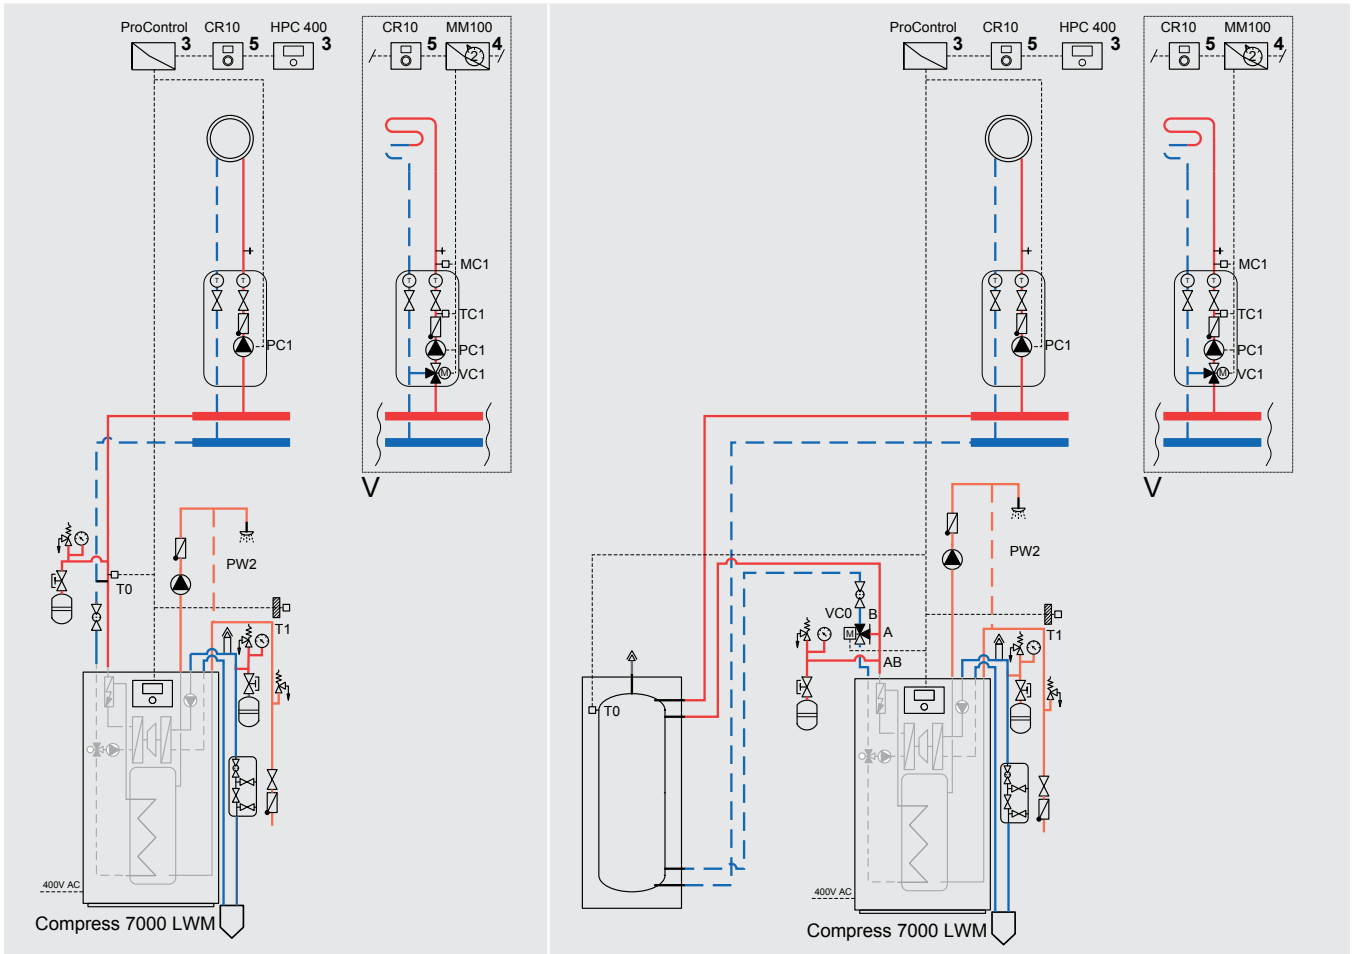 ProControl CR10 HPC 400
3 5 3
CR10 MM100
5 4
2
MC1
T T T T
TC1
PC1
PC1
M VC1
V
PW2
T0
T1
400V AC
Compress 7000 LWM
ProControl CR10 HPC 400
3 5 3
CR10 MM100
5 4
2
MC1
T T T T
TC1
PC1
PC1
M VC1
V
PW2
VC0 B
M A
AB
T1
T0
400V AC
Compress 7000 LWM